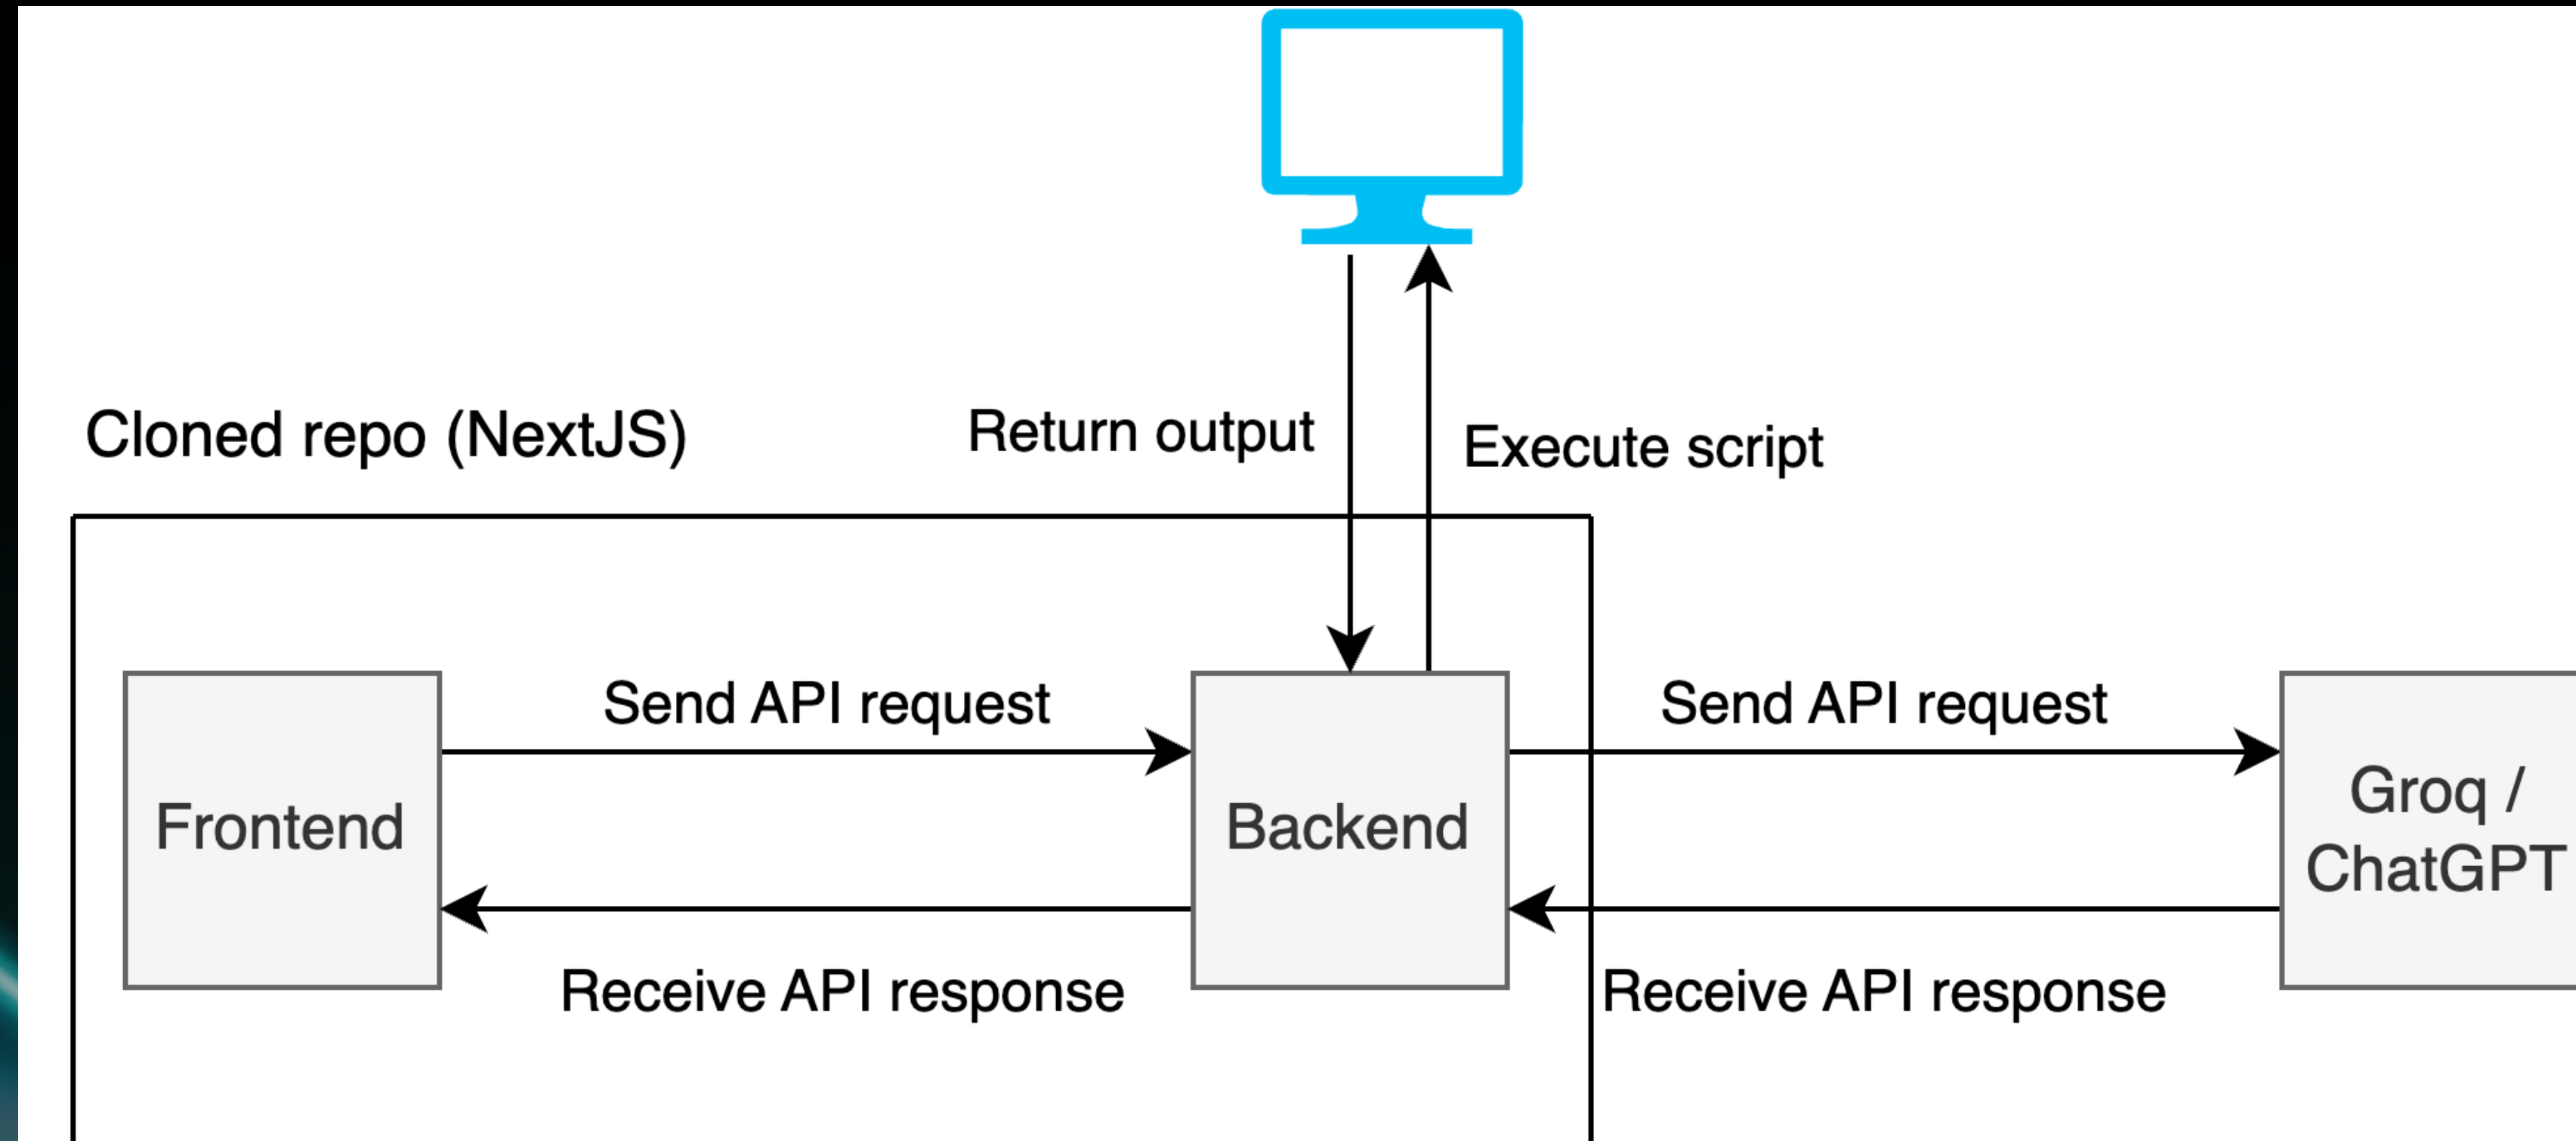 Cloned repo (NextJS)
Return output
Execute script
Send API request
Send API request
Frontend
Backend
Groq /
ChatGPT
Receive API response
Receive API response